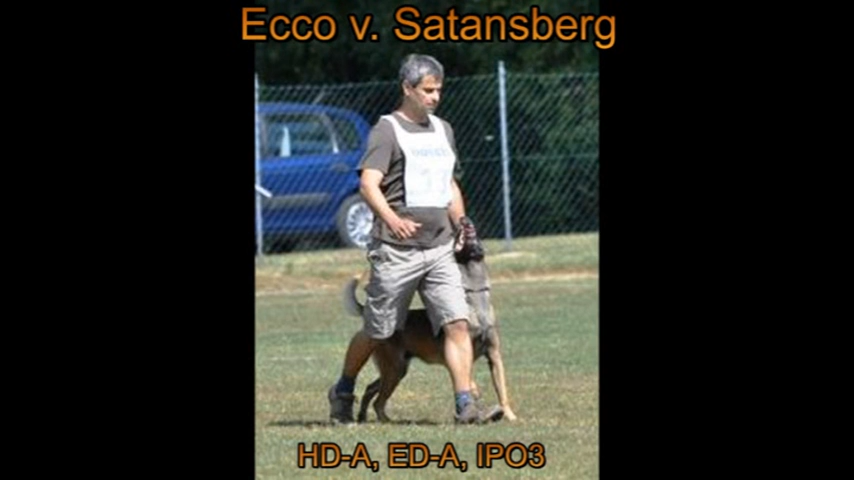 Ecco v. Satansberg
HD-A, ED-A, IPO3